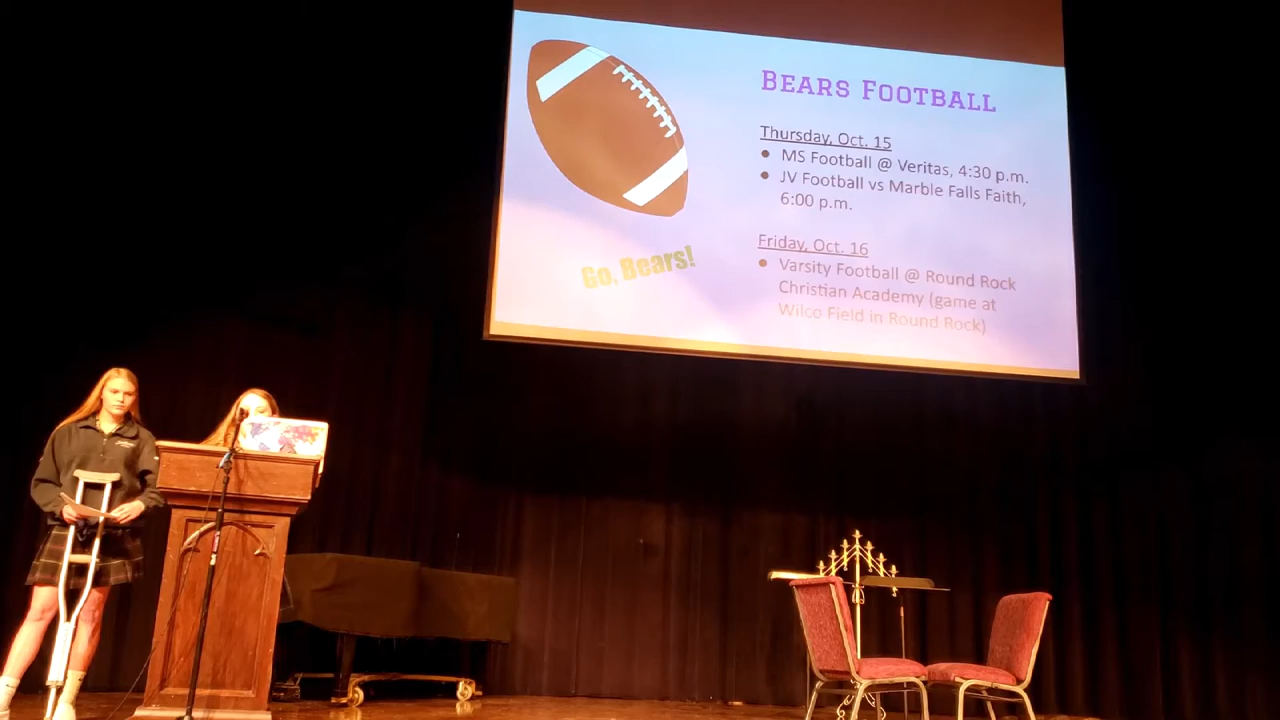 BEARS FOOTBALL
Thursday, Oct. 15
• MS Football @ Veritas, 4:30 p.m.
• JV Football vs Marble Falls Faith,
6:00 p.m.
Go, Bears!
Friday, Oct. 16
• Varsity Football @ Round Rock
Christian Academy (game at
Wilco Field in Round Rock)